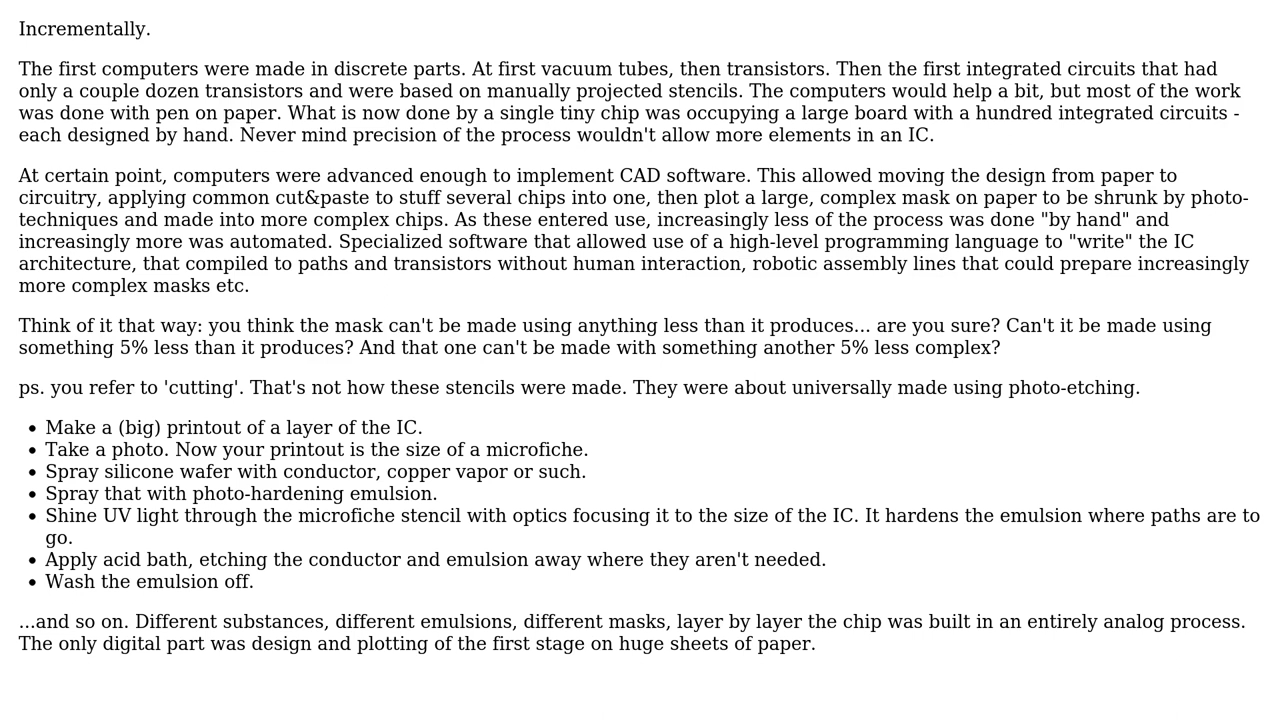 Incrementally.
The first computers were made in discrete parts. At first vacuum tubes, then transistors. Then the first integrated circuits that had
only a couple dozen transistors and were based on manually projected stencils. The computers would help a bit, but most of the work
was done with pen on paper. What is now done by a single tiny chip was occupying a large board with a hundred integrated circuits -
each designed by hand. Never mind precision of the process wouldn't allow more elements in an IC.
At certain point, computers were advanced enough to implement CAD software. This allowed moving the design from paper to
circuitry, applying common cut&paste to stuff several chips into one, then plot a large, complex mask on paper to be shrunk by photo-
techniques and made into more complex chips. As these entered use, increasingly less of the process was done "by hand" and
increasingly more was automated. Specialized software that allowed use of a high-level programming language to "write" the IC
architecture, that compiled to paths and transistors without human interaction, robotic assembly lines that could prepare increasingly
more complex masks etc.
Think of it that way: you think the mask can't be made using anything less than it produces... are you sure? Can't it be made using
something 5% less than it produces? And that one can't be made with something another 5% less complex?
ps. you refer to 'cutting'. That's not how these stencils were made. They were about universally made using photo-etching.
• Make a (big) printout of a layer of the IC.
• Take a photo. Now your printout is the size of a microfiche.
• Spray silicone wafer with conductor, copper vapor or such.
• Spray that with photo-hardening emulsion.
• Shine UV light through the microfiche stencil with optics focusing it to the size of the IC. It hardens the emulsion where paths are to
go.
• Apply acid bath, etching the conductor and emulsion away where they aren't needed.
• Wash the emulsion off.
...and so on. Different substances, different emulsions, different masks, layer by layer the chip was built in an entirely analog process.
The only digital part was design and plotting of the first stage on huge sheets of paper.